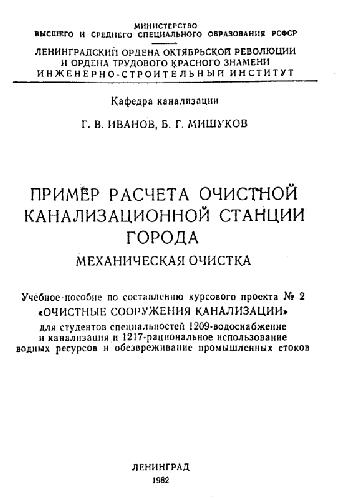 МИНИСТЕРСТВО
ВЫСШЕГО И СРЕДНЕГО СПЕЦИАЛЬНОГО ОБРАЗОВАНИЯ РСФСР
ЛЕНИНГРАДСКИЙ ОРДЕНА ОКТЯБРЬСКОЙ РЕВОЛЮЦИИ
И ОРДЕНА ТРУДОВОГО КРАСНОГО ЗНАМЕНИ
ИНЖЕНЕРНО-СТРОИТЕЛЬНЫЙ ИНСТИТУТ
Кафедра канализации
Г. В. ИВАНОВ, Б. Г. МИШУКОВ
ПРИМЕР РАСЧЕТА ОЧИСТНОЙ
КАНАЛИЗАЦИОННОЙ СТАНЦИИ
ГОРОДА
МЕХАНИЧЕСКАЯ ОЧИСТКА
Учебное пособие по составлению курсового проекта № 2
«ОЧИСТНЫЕ СООРУЖЕНИЯ КАНАЛИЗАЦИИ»
для студентов специальностей 1209-водоснабжение
и канализация и 1217-рациональное использование
водных ресурсов и обезвреживание промышленных стоков
ЛЕНИНГРАД
1982